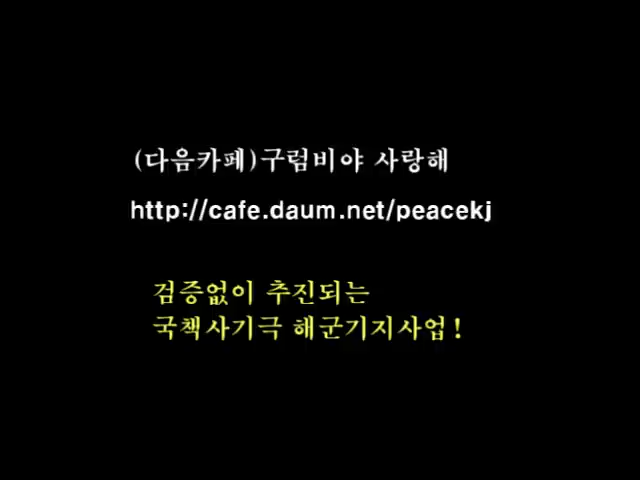 (다음카페)구럼비야 사랑해
http://cafe.daum.net/peacekj
검증없이 추진되는
국책사기극 해군기지사업!